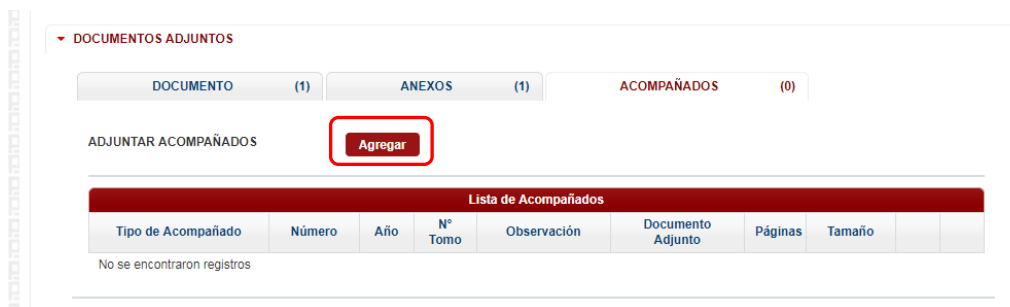 DOCUMENTOS ADJUNTOS
DOCUMENTO (1) ANEXOS (1) ACOMPAÑADOS (0)
ADJUNTAR ACOMPAÑADOS Agregar
Lista de Acompañados
Tipo de Acompañado Número Año N° Tomo Observación Documento Adjunto Páginas Tamaño
No se encontraron registros